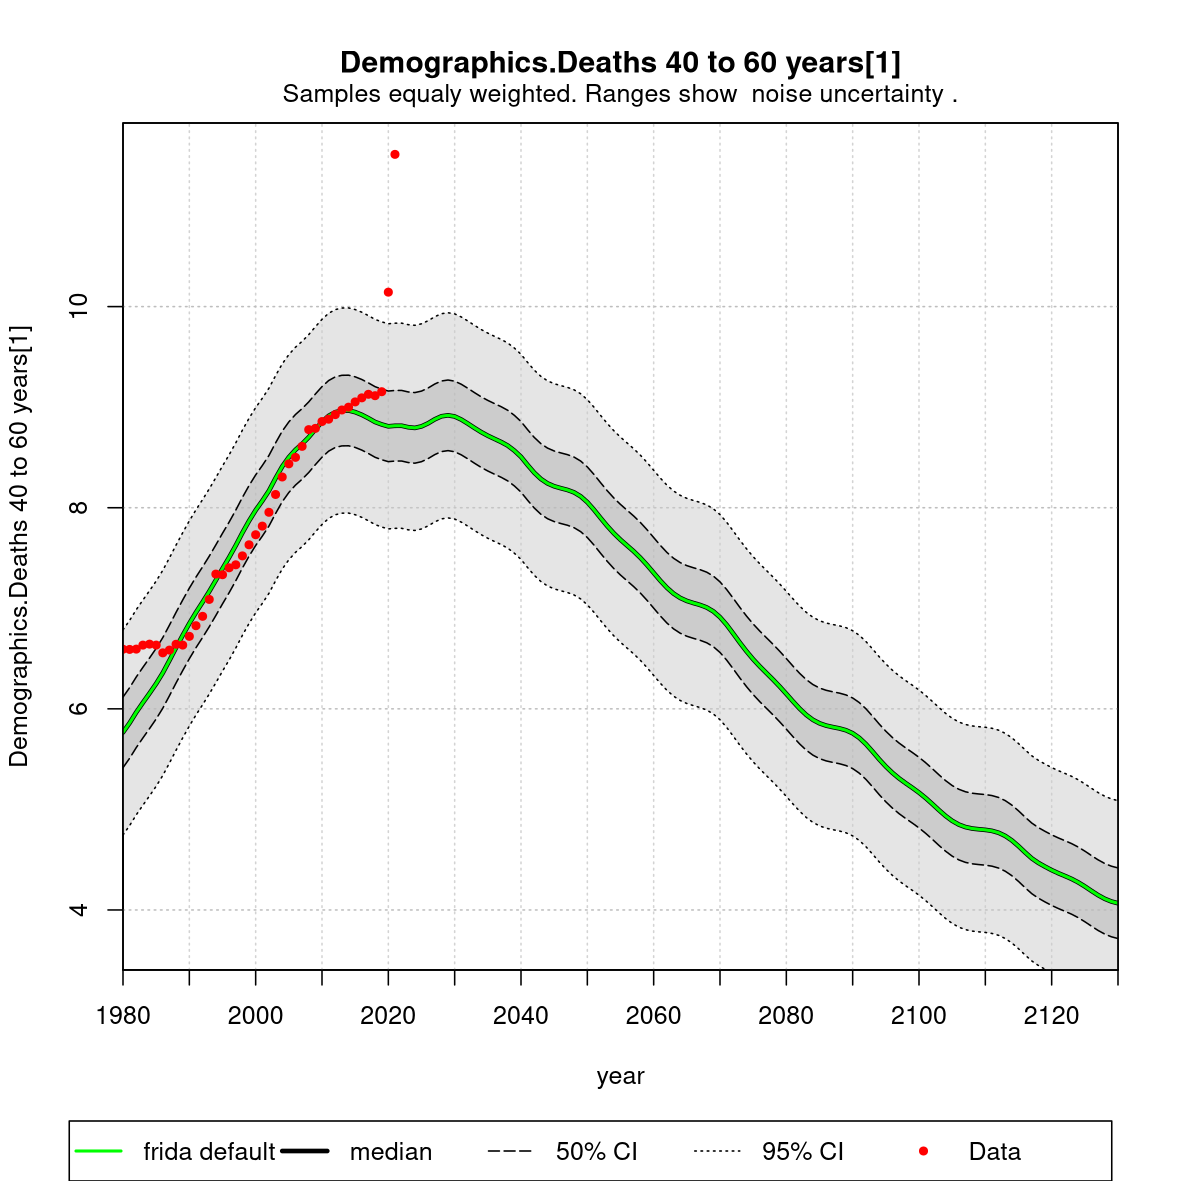 Demographics.Deaths 40 to 60 years[1]
Samples equaly weighted. Ranges show  noise uncertainty .
Demographics.Deaths 40 to 60 years[1]
10
8
6
4
1980 2000 2020 2040 2060 2080 2100 2120
year
frida default median 50% CI 95% CI Data